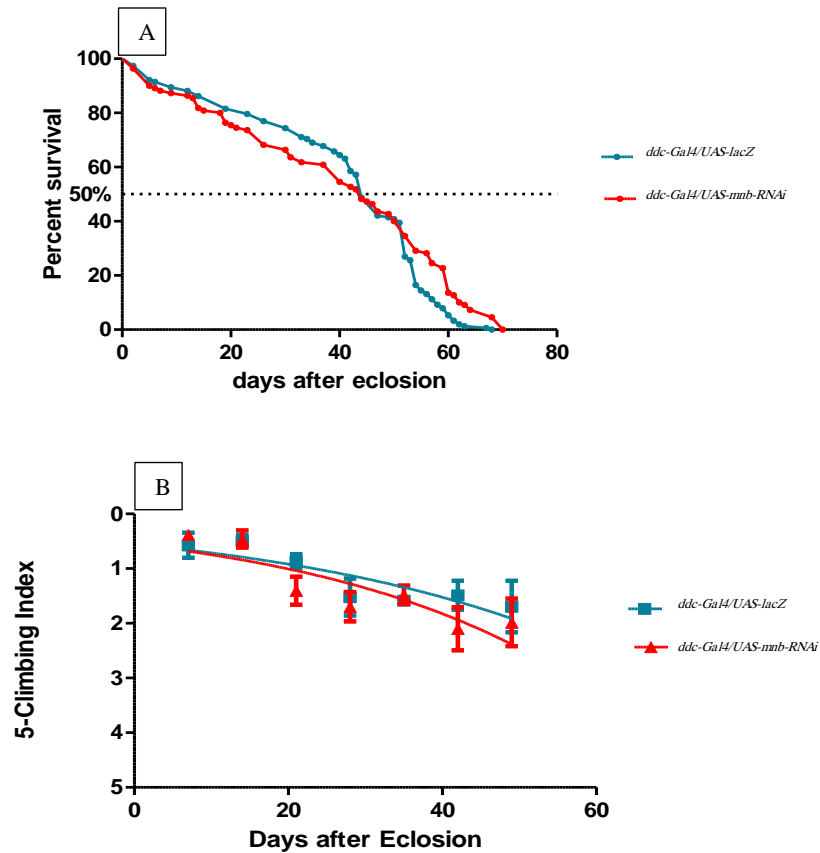 A
100
80
60
50%
40
20
0
Percent survival
0 20 40 60 80
days after eclosion
ddc-Gal4/UAS-lacZ
ddc-Gal4/UAS-mnb-RNAi
B
0
1
2
3
4
5
5-Climbing Index
0 20 40 60
Days after Eclosion
ddc-Gal4/UAS-lacZ
ddc-Gal4/UAS-mnb-RNAi